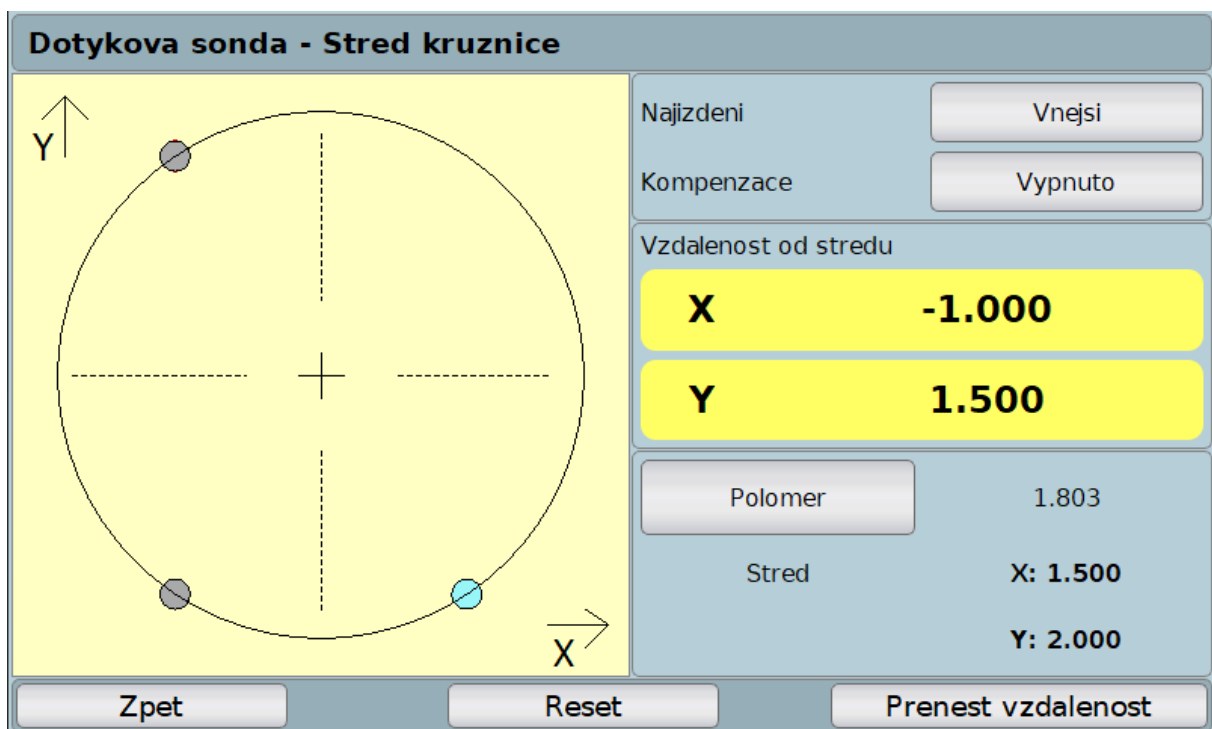 Dotykova sonda - Stred kruznice
Y
X
Najizdeni Vnejsi
Kompenzace Vypnuto
Vzdalenost od stredu
X -1.000
Y 1.500
Polomer 1.803
Stred X: 1.500
Y: 2.000
Zpet Reset Prenest vzdalenost